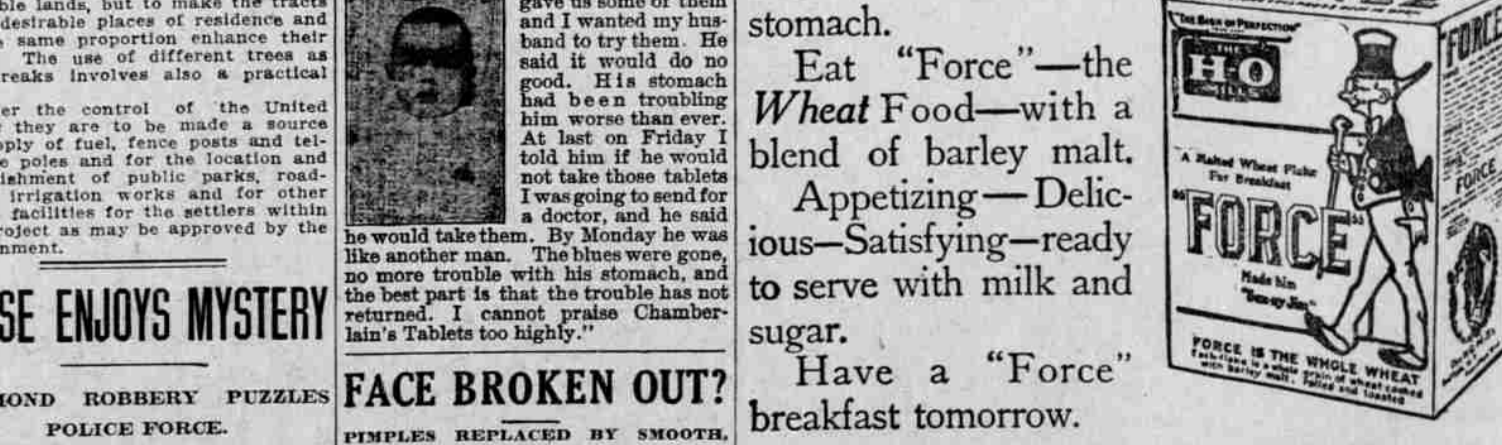 ble lands, but to make the tracts
desirable places of residence and
same proportion enhance their
The use of different trees as
reaks involves also a practical
er the control of the United
they are to be made a source
pply of fuel, fence posts and tel-
e poles and for the location and
ishment of public parks, road-
irrigation works and for other
facilities for the settlers within
roject as may be approved by the
nment.
SE ENJOYS MYSTERY
MOND ROBBERY PUZZLES
POLICE FORCE.
gave us some of them
and I wanted my hus-
band to try them. He
said it would do no
good. His stomach
had been troubling
him worse than ever.
At last on Friday I
told him if he would
not take those tablets
I was going to send for
a doctor, and he said
he would take them. By Monday he was
like another man. The blues were gone,
no more trouble with his stomach, and
the best part is that the trouble has not
returned. I cannot praise Chamber-
lain's Tablets too highly."
FACE BROKEN OUT?
PIMPLES REPLACED BY SMOOTH,
stomach.
Eat "Force"—the
Wheat Food—with a
blend of barley malt.
Appetizing—Delic-
ious—Satisfying—ready
to serve with milk and
sugar.
Have a "Force"
breakfast tomorrow.
THE
H-O
A Malted Wheat Flake
For Breakfast
"FORCE"
Made him
"Sunny Jim"
FORCE IS THE WHOLE WHEAT
with barley malt. Rolled and toasted
FORCE
FORCE